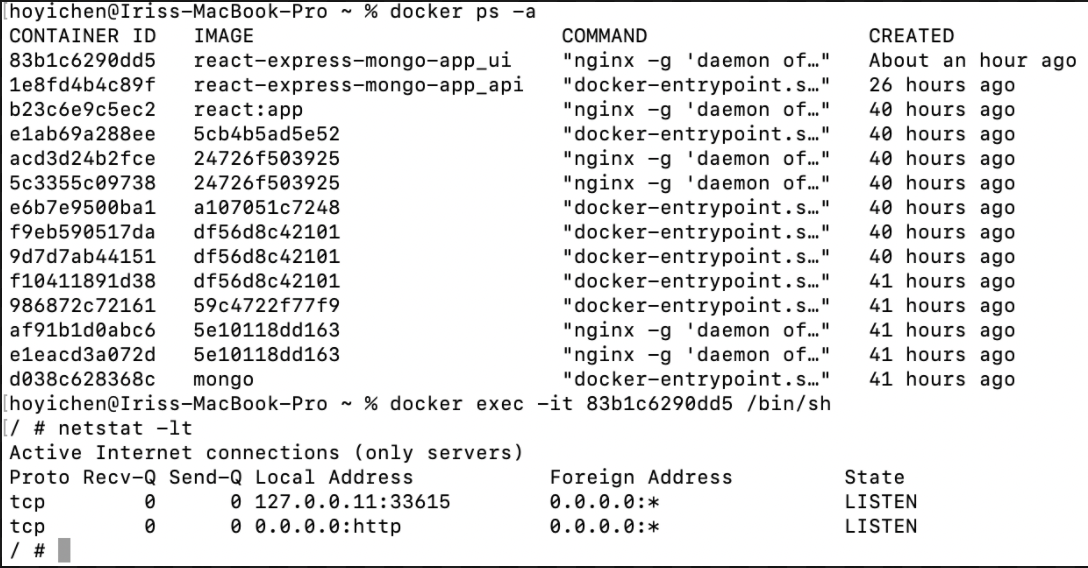 [hoyichen@Iriss-MacBook-Pro ~ % docker ps -a
CONTAINER ID   IMAGE                         COMMAND                  CREATED
83b1c6290dd5   react-express-mongo-app_ui    "nginx -g 'daemon of…"   About an hour ago
1e8fd4b4c89f   react-express-mongo-app_api   "docker-entrypoint.s…"   26 hours ago
b23c6e9c5ec2   react:app                     "nginx -g 'daemon of…"   40 hours ago
e1ab69a288ee   5cb4b5ad5e52                  "docker-entrypoint.s…"   40 hours ago
acd3d24b2fce   24726f503925                  "nginx -g 'daemon of…"   40 hours ago
5c3355c09738   24726f503925                  "nginx -g 'daemon of…"   40 hours ago
e6b7e9500ba1   a107051c7248                  "docker-entrypoint.s…"   40 hours ago
f9eb590517da   df56d8c42101                  "docker-entrypoint.s…"   40 hours ago
9d7d7ab44151   df56d8c42101                  "docker-entrypoint.s…"   40 hours ago
f10411891d38   df56d8c42101                  "docker-entrypoint.s…"   41 hours ago
986872c72161   59c4722f77f9                  "docker-entrypoint.s…"   41 hours ago
af91b1d0abc6   5e10118dd163                  "nginx -g 'daemon of…"   41 hours ago
e1eacd3a072d   5e10118dd163                  "nginx -g 'daemon of…"   41 hours ago
d038c628368c   mongo                         "docker-entrypoint.s…"   41 hours ago
[hoyichen@Iriss-MacBook-Pro ~ % docker exec -it 83b1c6290dd5 /bin/sh
[/ # netstat -lt
Active Internet connections (only servers)
Proto Recv-Q Send-Q Local Address           Foreign Address         State
tcp        0      0 127.0.0.11:33615        0.0.0.0:*               LISTEN
tcp        0      0 0.0.0.0:http            0.0.0.0:*               LISTEN
/ #